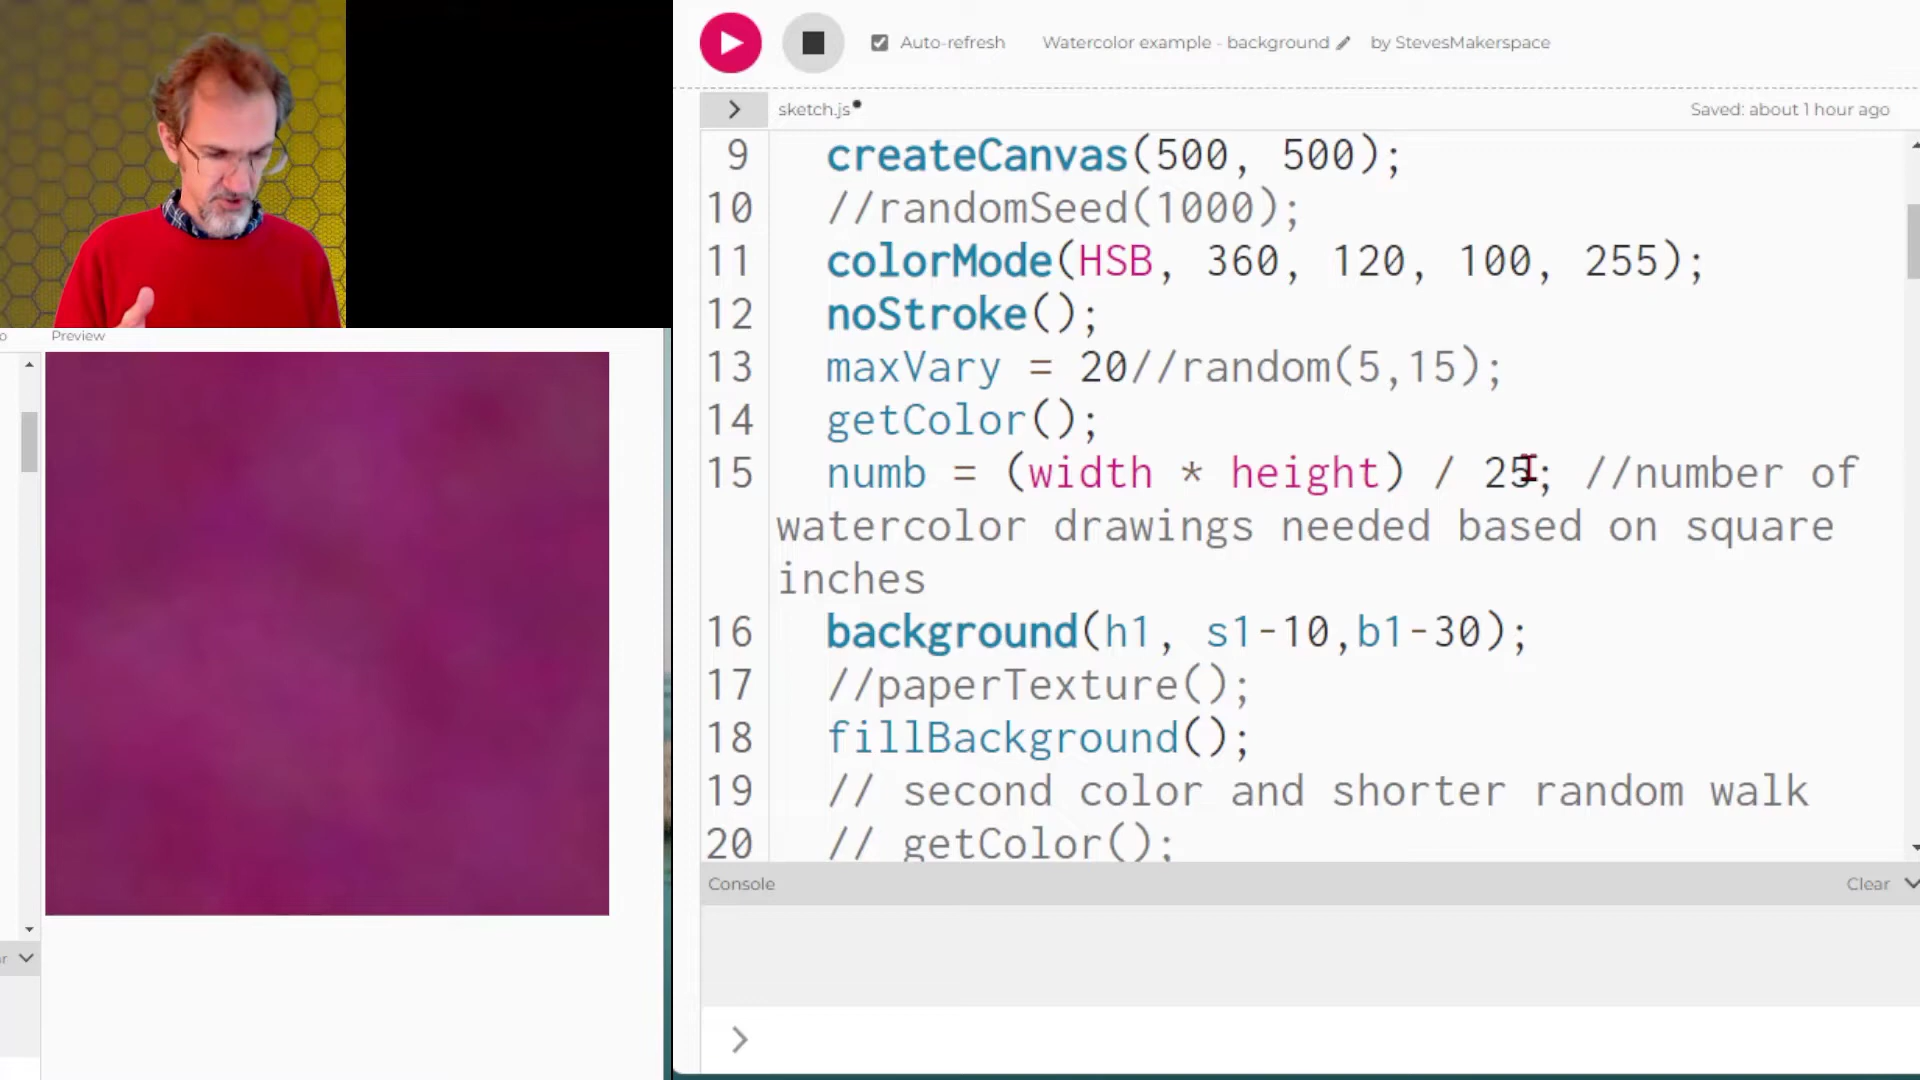 Auto-refresh
Watercolor example - background
by StevesMakerspace
sketch.js
Saved: about 1 hour ago
Preview
9 createCanvas(500, 500);
10 //randomSeed(1000);
11 colorMode(HSB, 360, 120, 100, 255);
12 noStroke();
13 maxVary = 20//random(5,15);
14 getColor();
15 numb = (width * height) / 25; //number of
watercolor drawings needed based on square
inches
16 background(h1, s1-10,b1-30);
17 //paperTexture();
18 fillBackground();
19 // second color and shorter random walk
20 // getColor();
Console
Clear